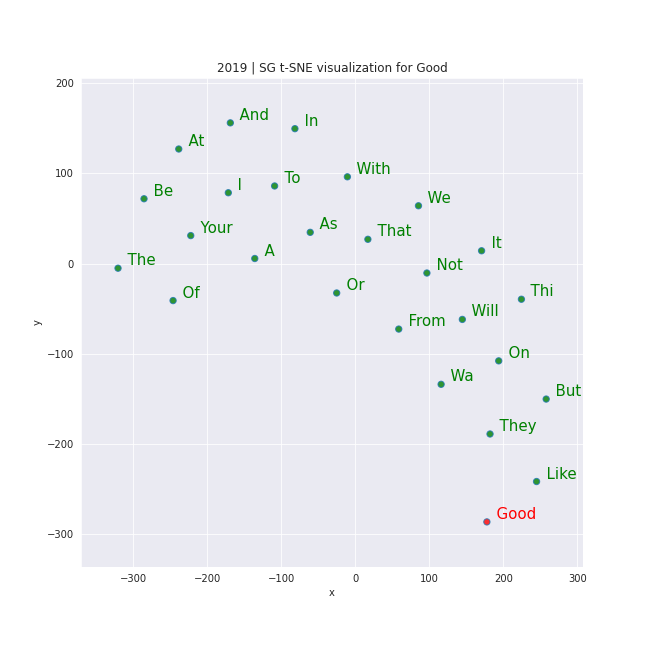 2019 | SG t-SNE visualization for Good
200
And
In
At
100
With
To
I
Be
We
As
Your
That
It
A
0
The
Not
Or
Of
Thi
Will
From
−100
On
Wa
But
They
−200
Like
Good
−300
y
−300 −200 −100 0 100 200 300
x